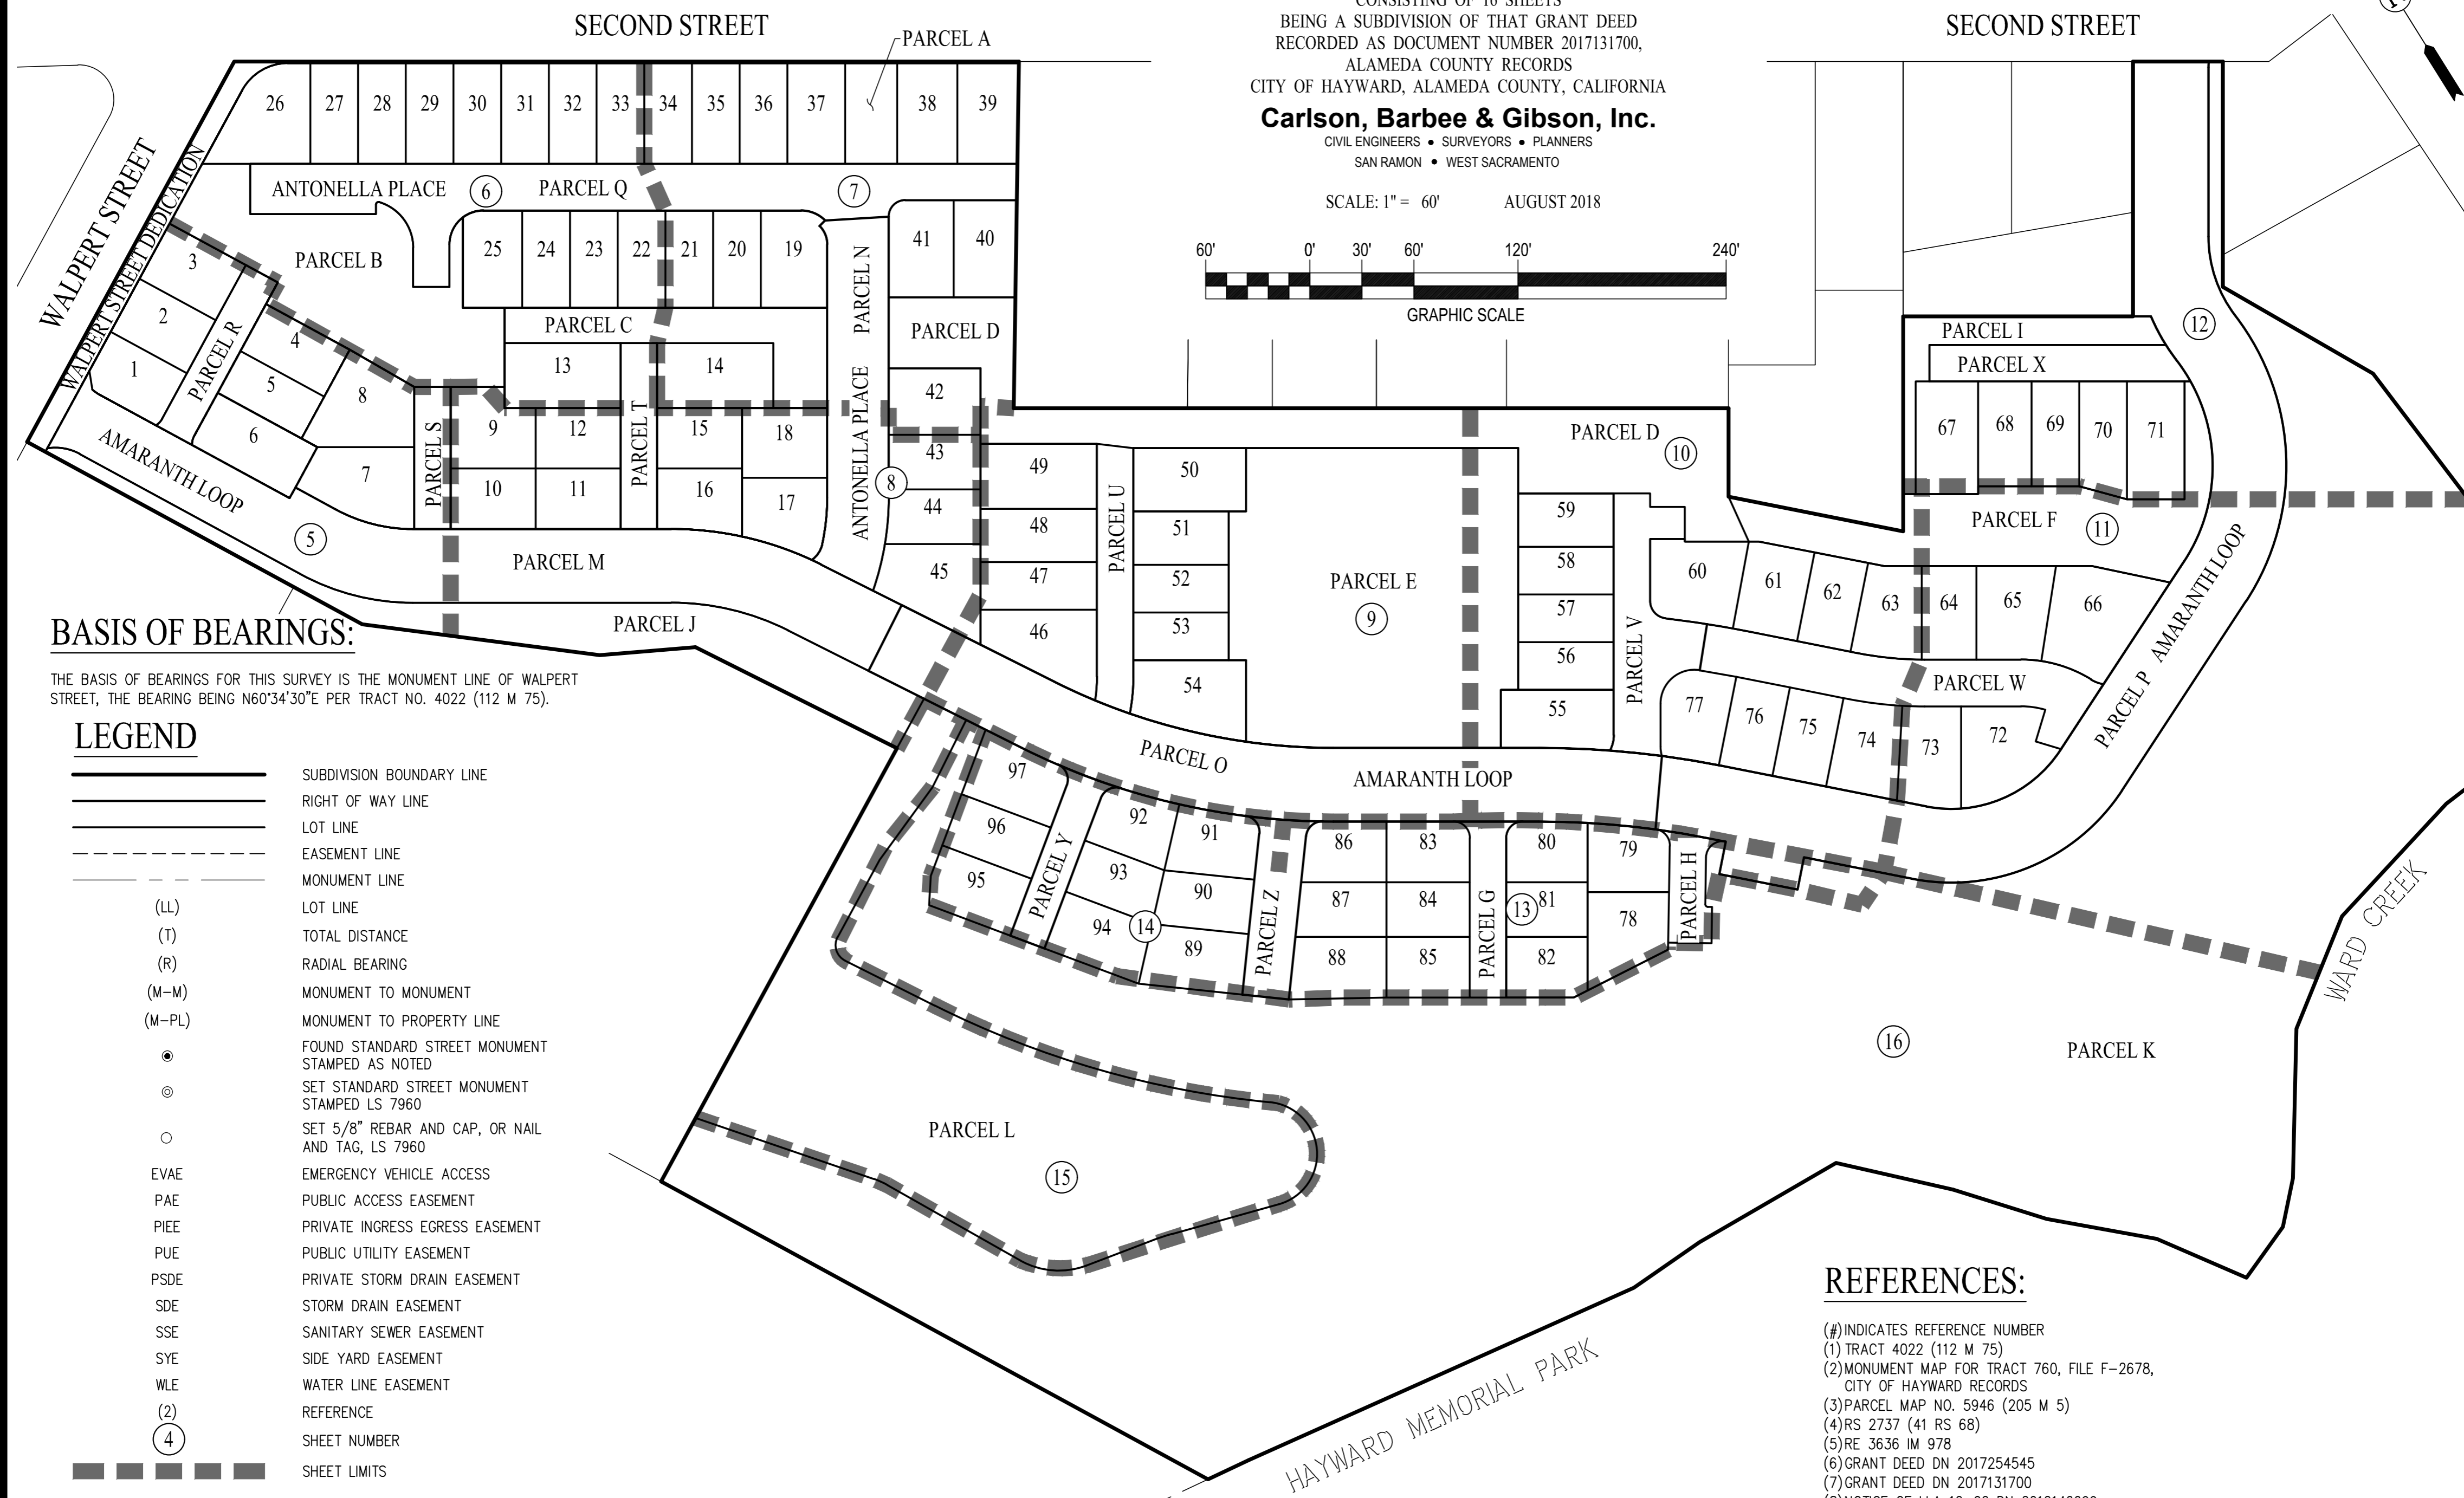 SECOND STREET
PARCEL A
CONSISTING OF 16 SHEETS
BEING A SUBDIVISION OF THAT GRANT DEED
RECORDED AS DOCUMENT NUMBER 2017131700,
ALAMEDA COUNTY RECORDS
CITY OF HAYWARD, ALAMEDA COUNTY, CALIFORNIA
Carlson, Barbee & Gibson, Inc.
CIVIL ENGINEERS • SURVEYORS • PLANNERS
SAN RAMON • WEST SACRAMENTO
SCALE: 1" = 60' AUGUST 2018
60' 0' 30' 60' 120' 240'
GRAPHIC SCALE
SECOND STREET
26 27 28 29 30 31 32 33 34 35 36 37 38 39
WALPERT STREET
WALPERT STREET DEDICATION
ANTONELLA PLACE 6 PARCEL Q 7
PARCEL B
25 24 23 22 21 20 19
41 40
PARCEL N
ANTONELLA PLACE
3
2
1
PARCEL R
4
5
6
8
7
PARCEL C
13
14
PARCEL D
42
PARCEL S
9 12
10 11
PARCEL T
15 18
16 17
43
8
44
45
AMARANTH LOOP
5
PARCEL M
PARCEL J
49
48
47
46
PARCEL U
50
51
52
53
54
PARCEL E
9
PARCEL D
10
59
58
57
56
55
PARCEL V
60 61 62 63 64 65 66
PARCEL I
PARCEL X
12
67 68 69 70 71
PARCEL F
11
PARCEL W
77 76 75 74 73 72
PARCEL P AMARANTH LOOP
PARCEL O
AMARANTH LOOP
97
96
95
PARCEL Y
92 91
93 90
94 14 89
PARCEL Z
86 83
87 84
88 85
PARCEL G
80 79
13 81
78
82
PARCEL H
WARD CREEK
16
PARCEL K
PARCEL L
15
HAYWARD MEMORIAL PARK
BASIS OF BEARINGS:
THE BASIS OF BEARINGS FOR THIS SURVEY IS THE MONUMENT LINE OF WALPERT
STREET, THE BEARING BEING N60°34'30"E PER TRACT NO. 4022 (112 M 75).
LEGEND
SUBDIVISION BOUNDARY LINE
RIGHT OF WAY LINE
LOT LINE
EASEMENT LINE
MONUMENT LINE
(LL) LOT LINE
(T) TOTAL DISTANCE
(R) RADIAL BEARING
(M-M) MONUMENT TO MONUMENT
(M-PL) MONUMENT TO PROPERTY LINE
FOUND STANDARD STREET MONUMENT
STAMPED AS NOTED
SET STANDARD STREET MONUMENT
STAMPED LS 7960
SET 5/8" REBAR AND CAP, OR NAIL
AND TAG, LS 7960
EVAE EMERGENCY VEHICLE ACCESS
PAE PUBLIC ACCESS EASEMENT
PIEE PRIVATE INGRESS EGRESS EASEMENT
PUE PUBLIC UTILITY EASEMENT
PSDE PRIVATE STORM DRAIN EASEMENT
SDE STORM DRAIN EASEMENT
SSE SANITARY SEWER EASEMENT
SYE SIDE YARD EASEMENT
WLE WATER LINE EASEMENT
(2) REFERENCE
4 SHEET NUMBER
SHEET LIMITS
REFERENCES:
(#) INDICATES REFERENCE NUMBER
(1) TRACT 4022 (112 M 75)
(2) MONUMENT MAP FOR TRACT 760, FILE F-2678,
CITY OF HAYWARD RECORDS
(3) PARCEL MAP NO. 5946 (205 M 5)
(4) RS 2737 (41 RS 68)
(5) RE 3636 IM 978
(6) GRANT DEED DN 2017254545
(7) GRANT DEED DN 2017131700